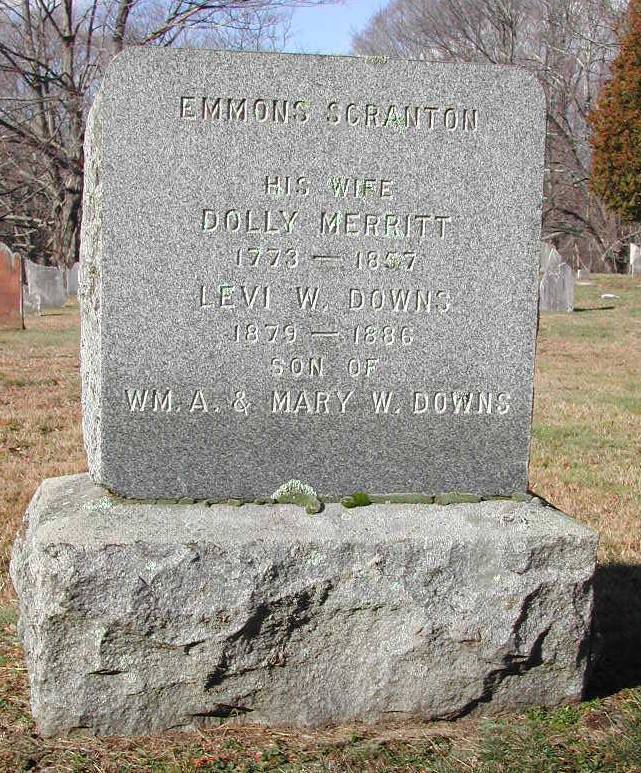 EMMONS SCRANTON
HIS WIFE
DOLLY MERRITT
1773 — 1857
LEVI W. DOWNS
1879 — 1886
SON OF
WM. A. & MARY W. DOWNS